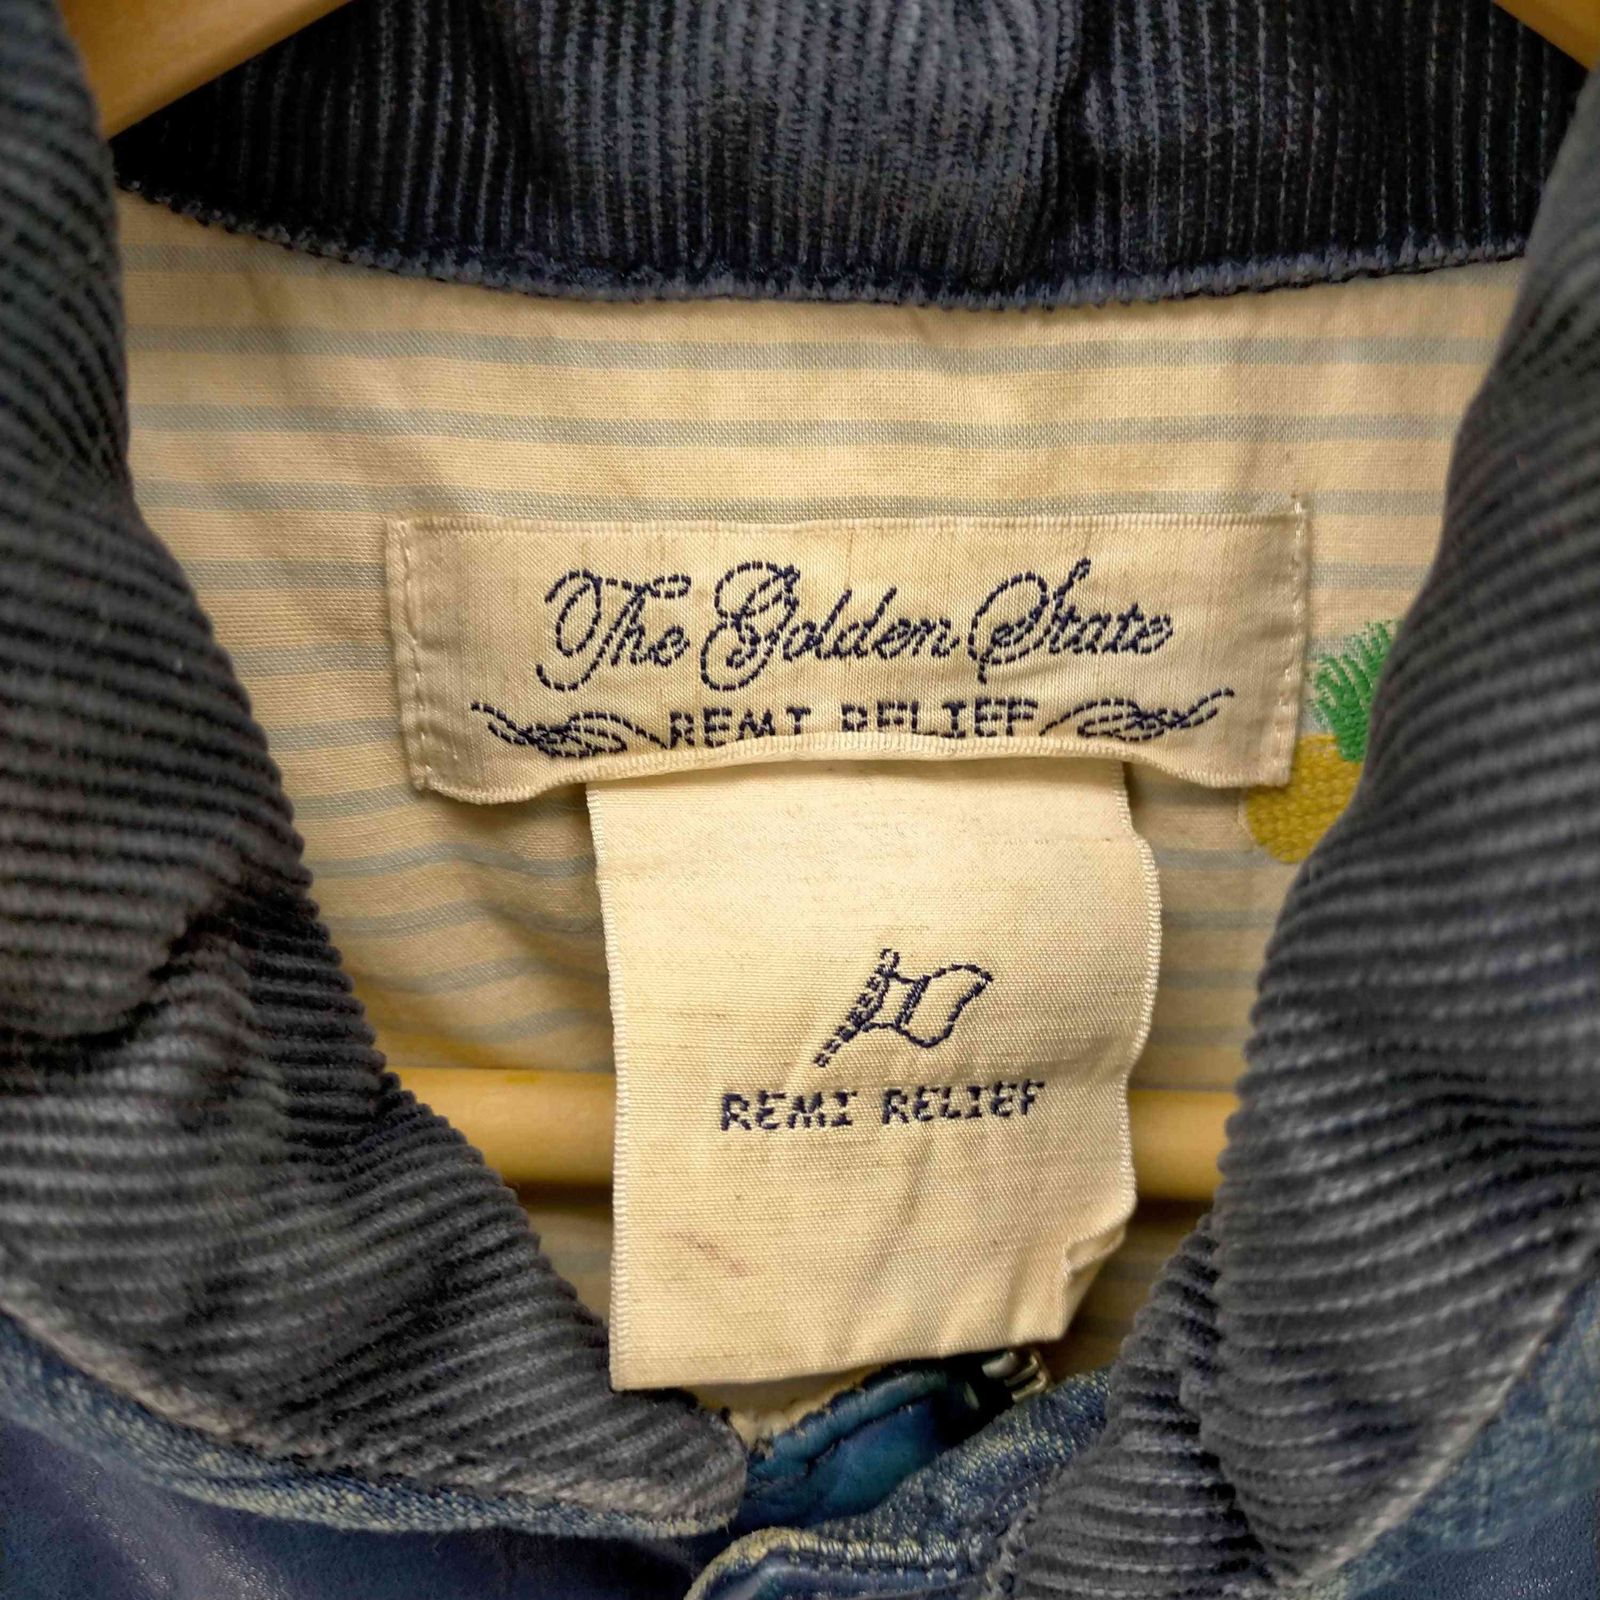 The Golden State
REMI RELIEF
REMI RELIEF